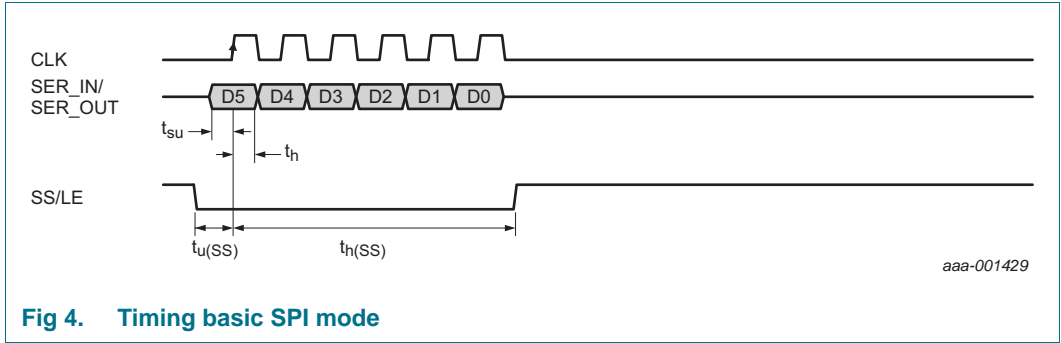 CLK
SER_IN/
SER_OUT
D5 D4 D3 D2 D1 D0
tsu
th
SS/LE
tu(SS)
th(SS)
aaa-001429
Fig 4. Timing basic SPI mode